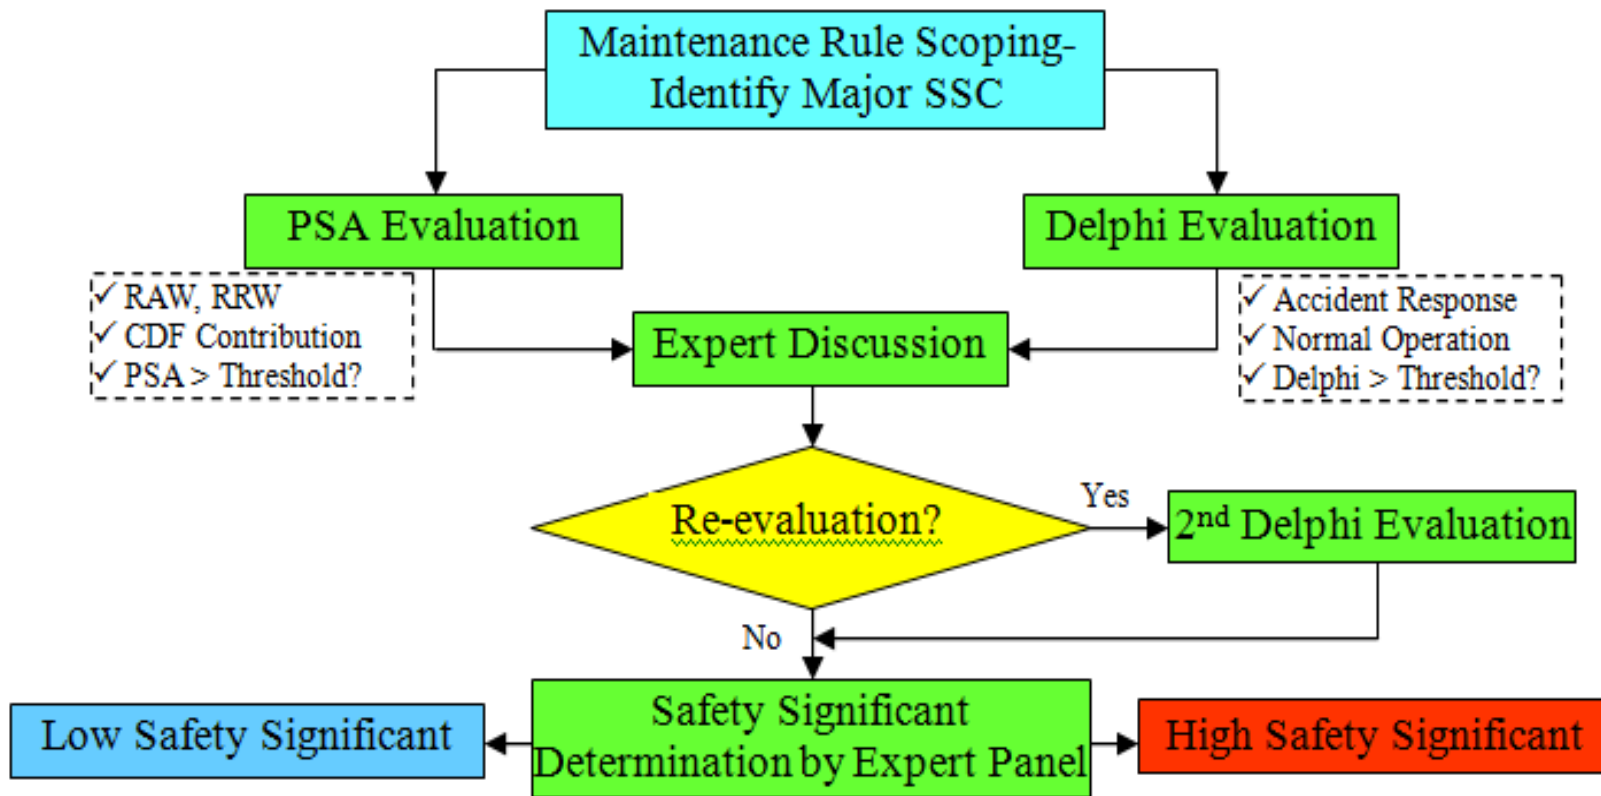 Maintenance Rule Scoping-
Identify Major SSC
PSA Evaluation
Delphi Evaluation
✓ RAW, RRW
✓ CDF Contribution
✓ PSA > Threshold?
✓ Accident Response
✓ Normal Operation
✓ Delphi > Threshold?
Expert Discussion
Re-evaluation?
Yes
2nd Delphi Evaluation
No
Low Safety Significant
Safety Significant
Determination by Expert Panel
High Safety Significant